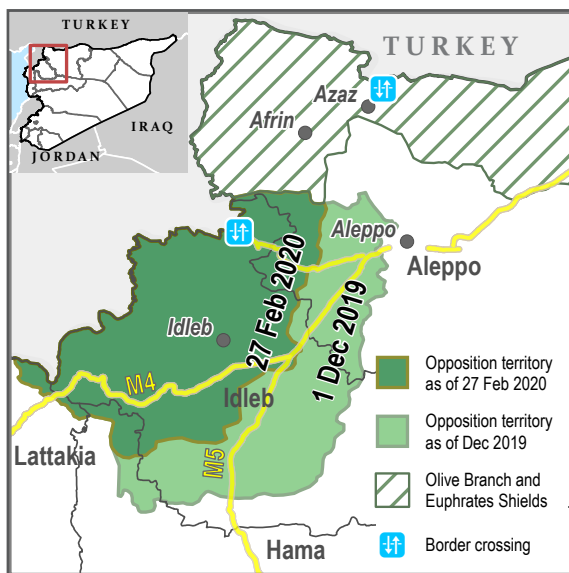 TURKEY
IRAQ
JORDAN
TURKEY
Azaz
Afrin
Aleppo
Aleppo
27 Feb 2020
1 Dec 2019
Idleb
M4
Idleb
M5
Lattakia
Hama
Opposition territory
as of 27 Feb 2020
Opposition territory
as of Dec 2019
Olive Branch and
Euphrates Shields
Border crossing